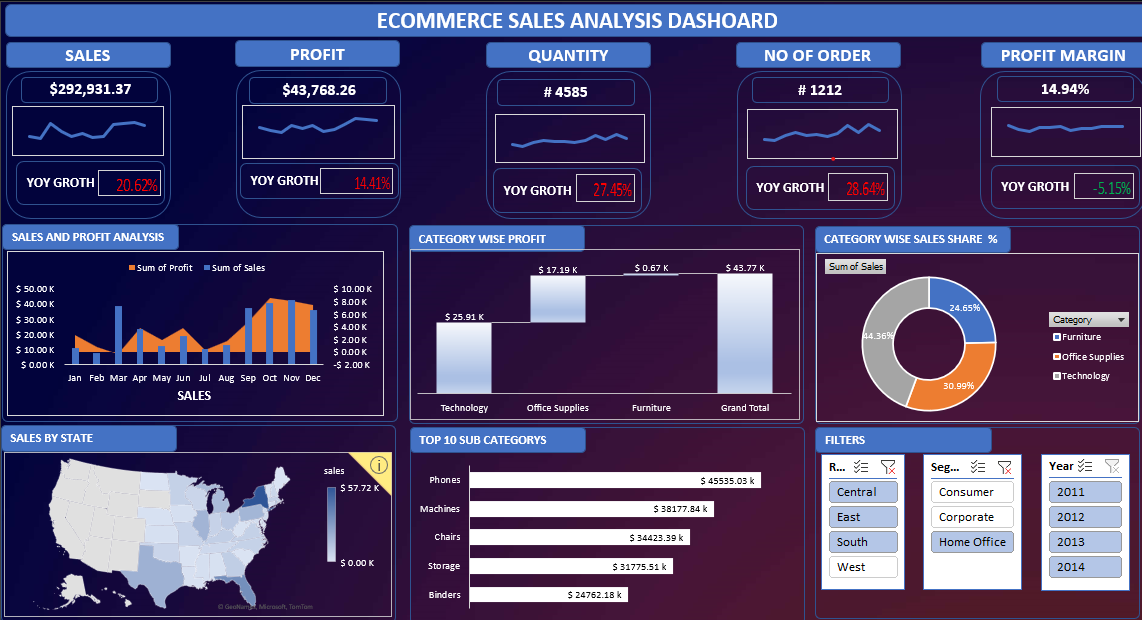 ECOMMERCE SALES ANALYSIS DASHOARD
SALES
$292,931.37
YOY GROTH
20.62%
PROFIT
$43,768.26
YOY GROTH
14.41%
QUANTITY
# 4585
YOY GROTH
27.45%
NO OF ORDER
# 1212
YOY GROTH
28.64%
PROFIT MARGIN
14.94%
YOY GROTH
-5.15%
SALES AND PROFIT ANALYSIS
Sum of Profit Sum of Sales
$ 50.00 K
$ 40.00 K
$ 30.00 K
$ 20.00 K
$ 10.00 K
$ 0.00 K
$ 10.00 K
$ 8.00 K
$ 6.00 K
$ 4.00 K
$ 2.00 K
$ 0.00 K
-$ 2.00 K
Jan Feb Mar Apr May Jun Jul Aug Sep Oct Nov Dec
SALES
CATEGORY WISE PROFIT
$ 25.91 K
$ 17.19 K
$ 0.67 K
$ 43.77 K
Technology Office Supplies Furniture Grand Total
CATEGORY WISE SALES SHARE %
Sum of Sales
24.65%
44.36%
30.99%
Category
Furniture
Office Supplies
Technology
SALES BY STATE
sales
$ 57.72 K
$ 0.00 K
© GeoNames, Microsoft, TomTom
TOP 10 SUB CATEGORYS
Phones $ 45535.03 k
Machines $ 38177.84 k
Chairs $ 34423.39 k
Storage $ 31775.51 k
Binders $ 24762.18 k
FILTERS
R...
Central
East
South
West
Seg...
Consumer
Corporate
Home Office
Year
2011
2012
2013
2014